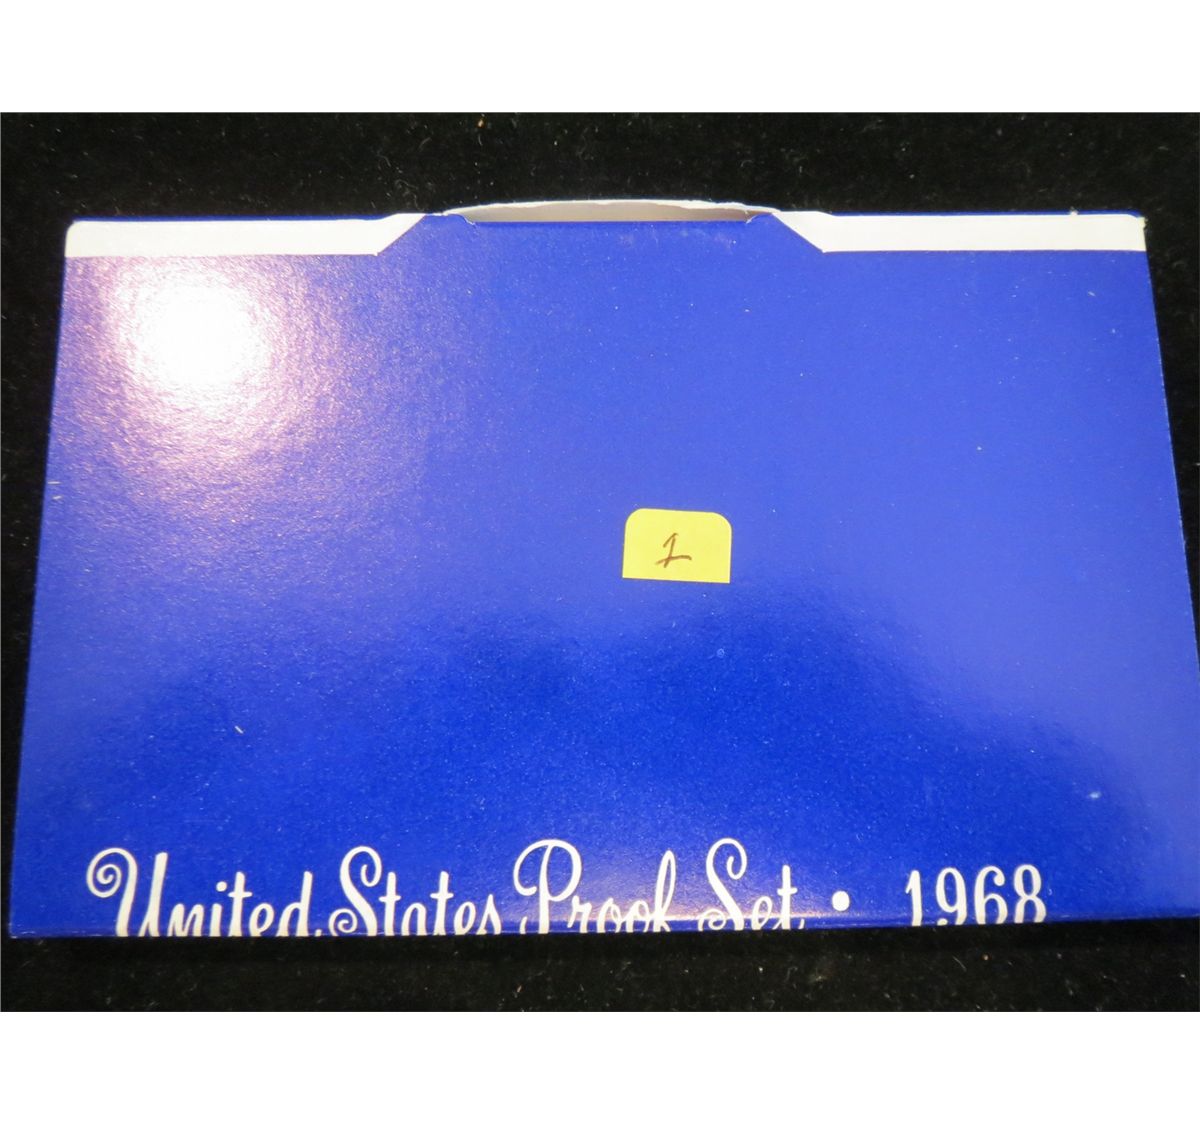 1
United States Proof Set • 1968